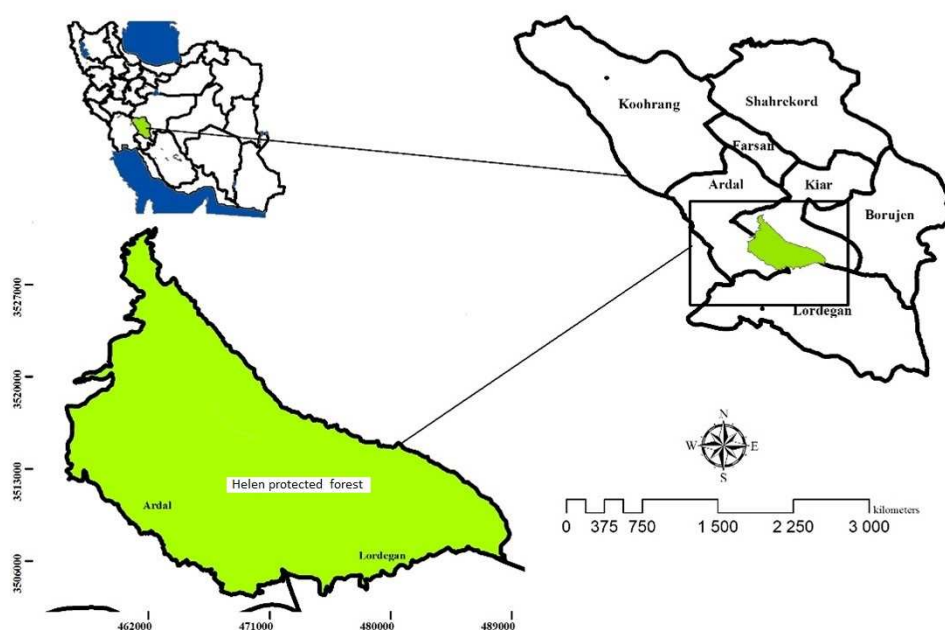 Koohrang
Shahrekord
Farsan
Ardal
Kiar
Borujen
Lordegan
3527000
3520000
3513000
3506000
Helen protected forest
Ardal
Lordegan
462000
471000
480000
489000
N
W E
S
kilometers
0 375 750 1 500 2 250 3 000